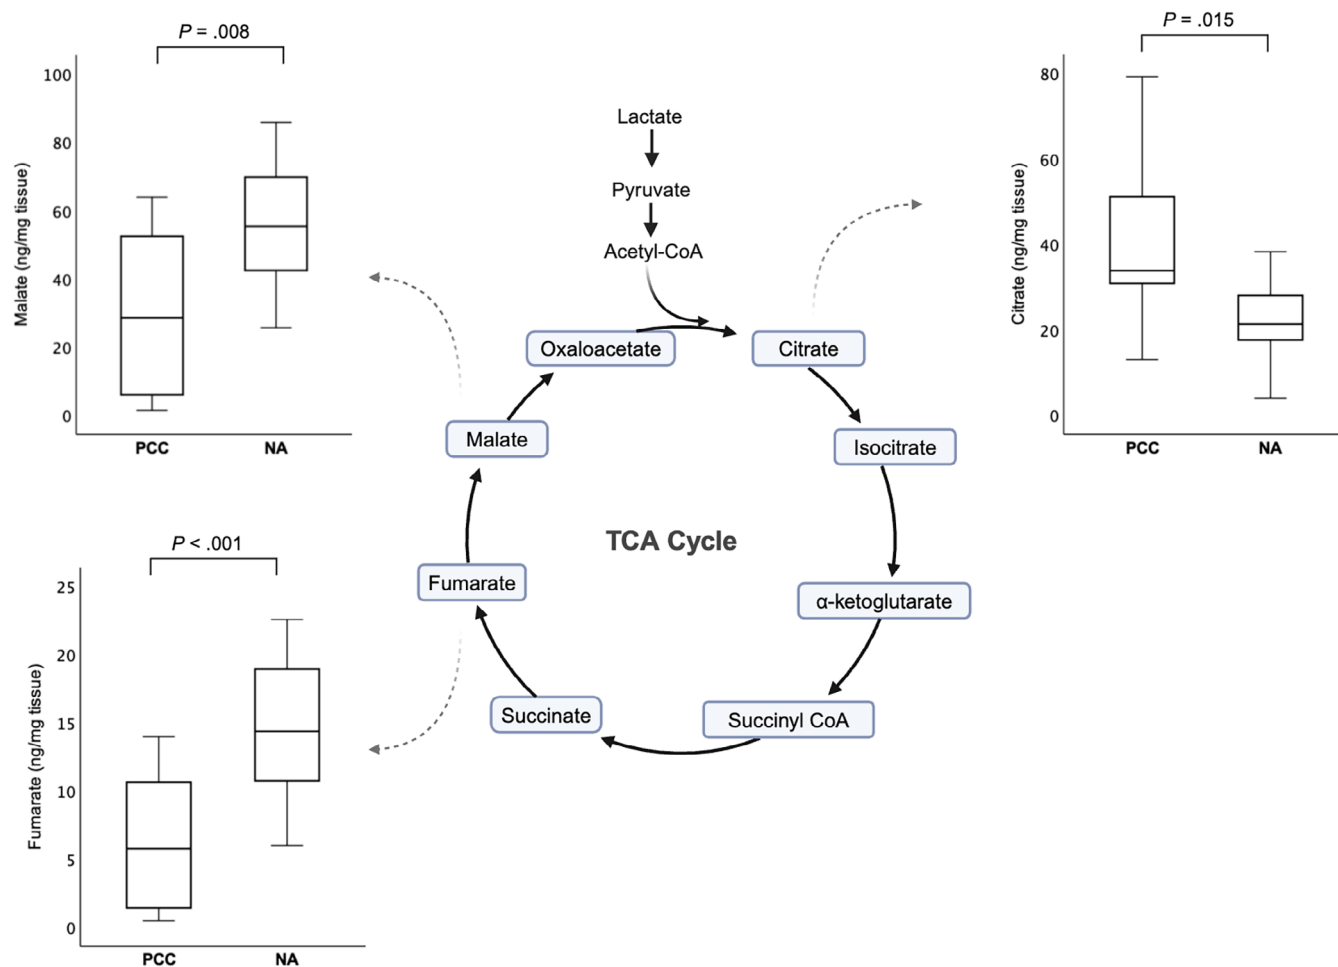 P = .008
100
80
60
40
20
0
Malate (ng/mg tissue)
PCC NA
P = .015
80
60
40
20
0
Citrate (ng/mg tissue)
PCC NA
Lactate
Pyruvate
Acetyl-CoA
Oxaloacetate
Citrate
Malate
Isocitrate
TCA Cycle
Fumarate
α-ketoglutarate
Succinate
Succinyl CoA
P < .001
25
20
15
10
5
0
Fumarate (ng/mg tissue)
PCC NA